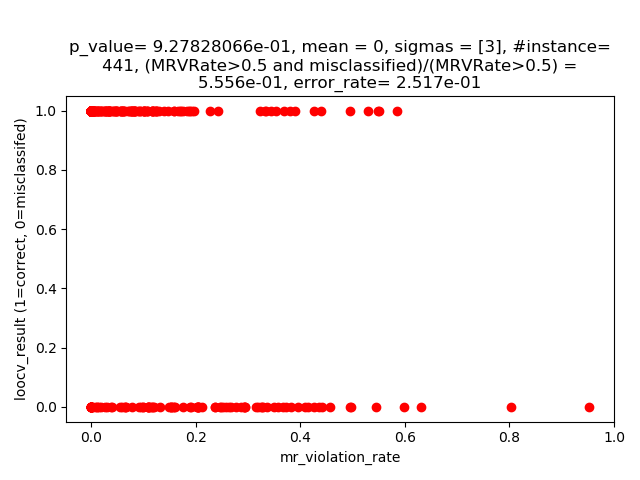 p_value= 9.27828066e-01, mean = 0, sigmas = [3], #instance=
441, (MRVRate>0.5 and misclassified)/(MRVRate>0.5) =
5.556e-01, error_rate= 2.517e-01
loocv_result (1=correct, 0=misclassifed)
1.0
0.8
0.6
0.4
0.2
0.0
0.0 0.2 0.4 0.6 0.8 1.0
mr_violation_rate